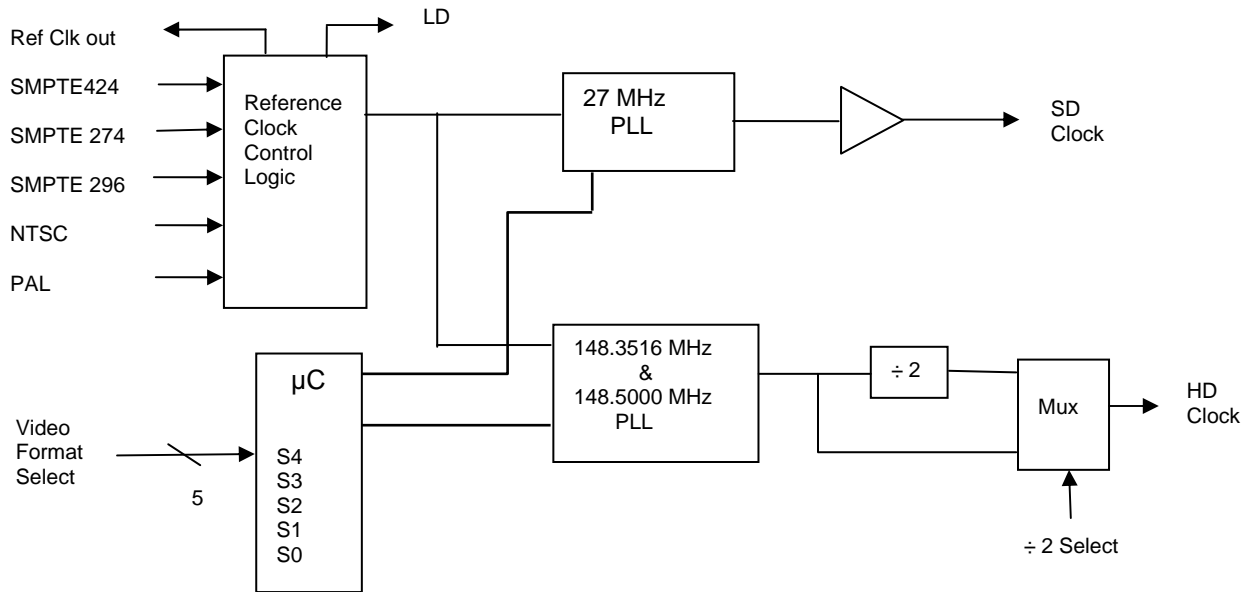 Ref Clk out
LD
SMPTE424
SMPTE 274
SMPTE 296
NTSC
PAL
Reference
Clock
Control
Logic
27 MHz
PLL
SD
Clock
Video
Format
Select
5
µC
S4
S3
S2
S1
S0
148.3516 MHz
&
148.5000 MHz
PLL
÷ 2
Mux
HD
Clock
÷ 2 Select